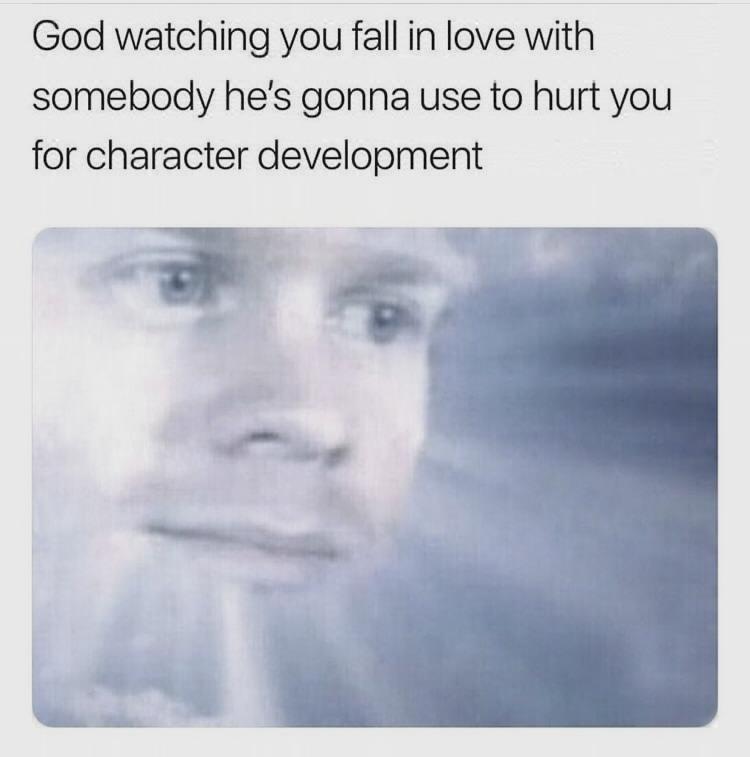 God watching you fall in love with
somebody he's gonna use to hurt you
for character development